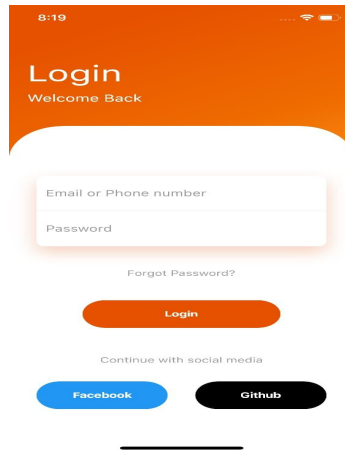 8:19
Login
Welcome Back
Email or Phone number
Password
Forgot Password?
Login
Continue with social media
Facebook Github